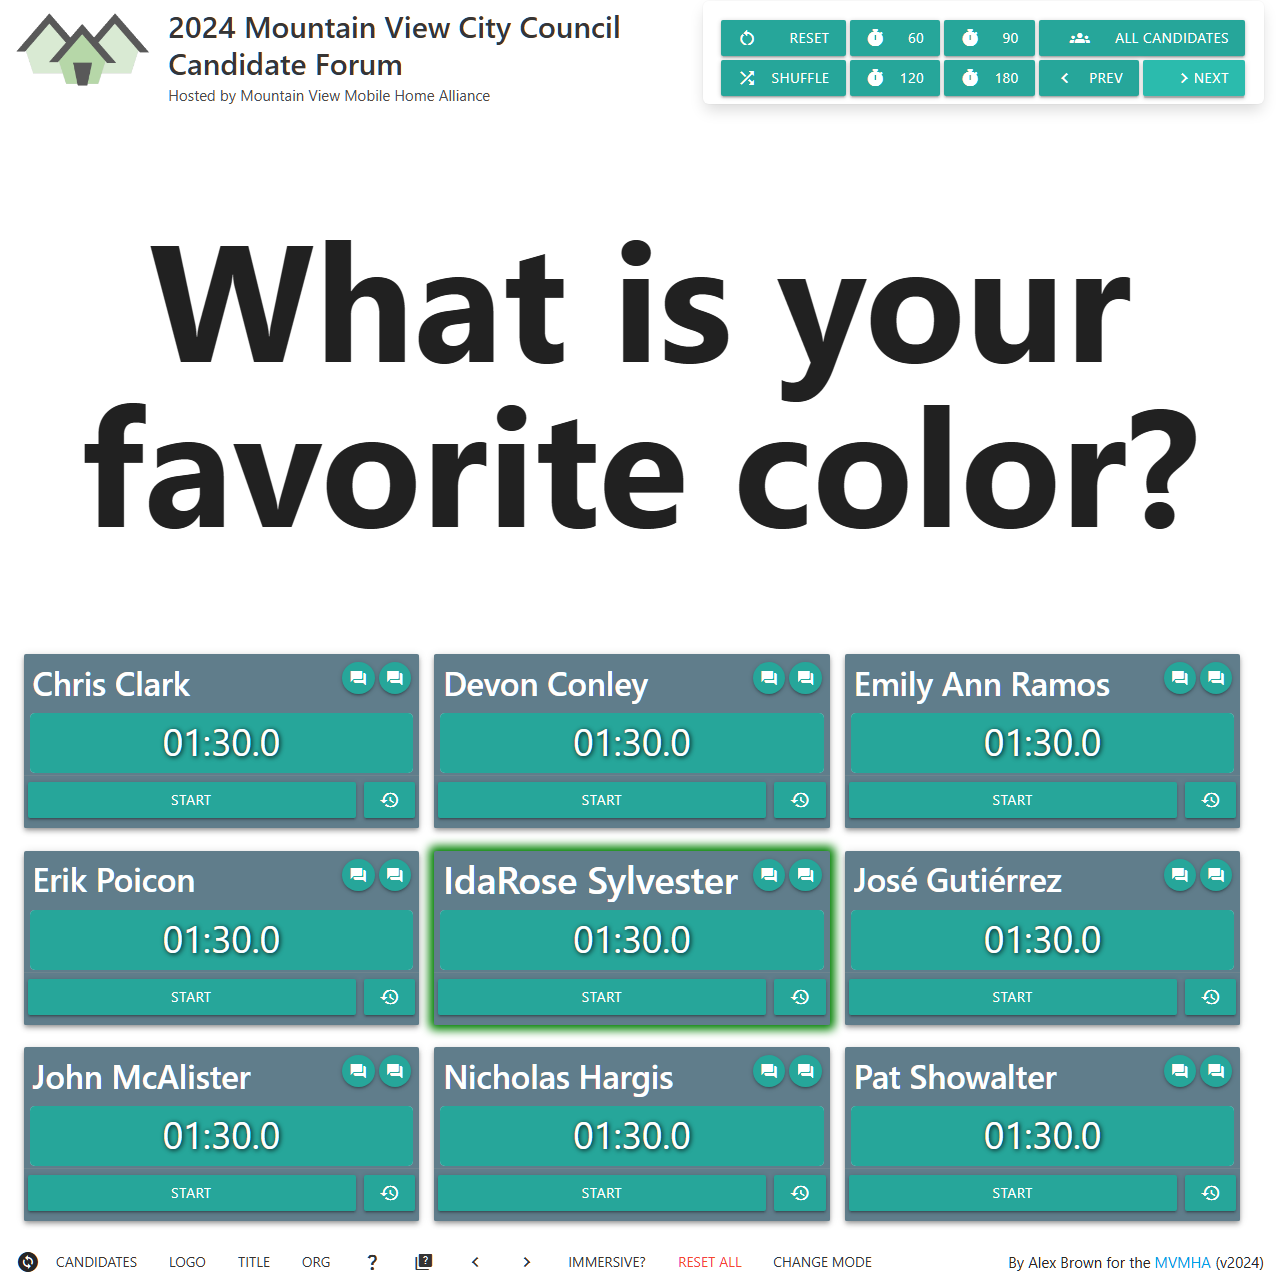 2024 Mountain View City Council
Candidate Forum
Hosted by Mountain View Mobile Home Alliance
RESET 60 90 ALL CANDIDATES
SHUFFLE 120 180 PREV NEXT
What is your
favorite color?
Chris Clark Devon Conley Emily Ann Ramos
01:30.0 01:30.0 01:30.0
START START START
Erik Poicon IdaRose Sylvester José Gutiérrez
01:30.0 01:30.0 01:30.0
START START START
John McAlister Nicholas Hargis Pat Showalter
01:30.0 01:30.0 01:30.0
START START START
CANDIDATES LOGO TITLE ORG ? ? < > IMMERSIVE? RESET ALL CHANGE MODE By Alex Brown for the MVMHA (v2024)